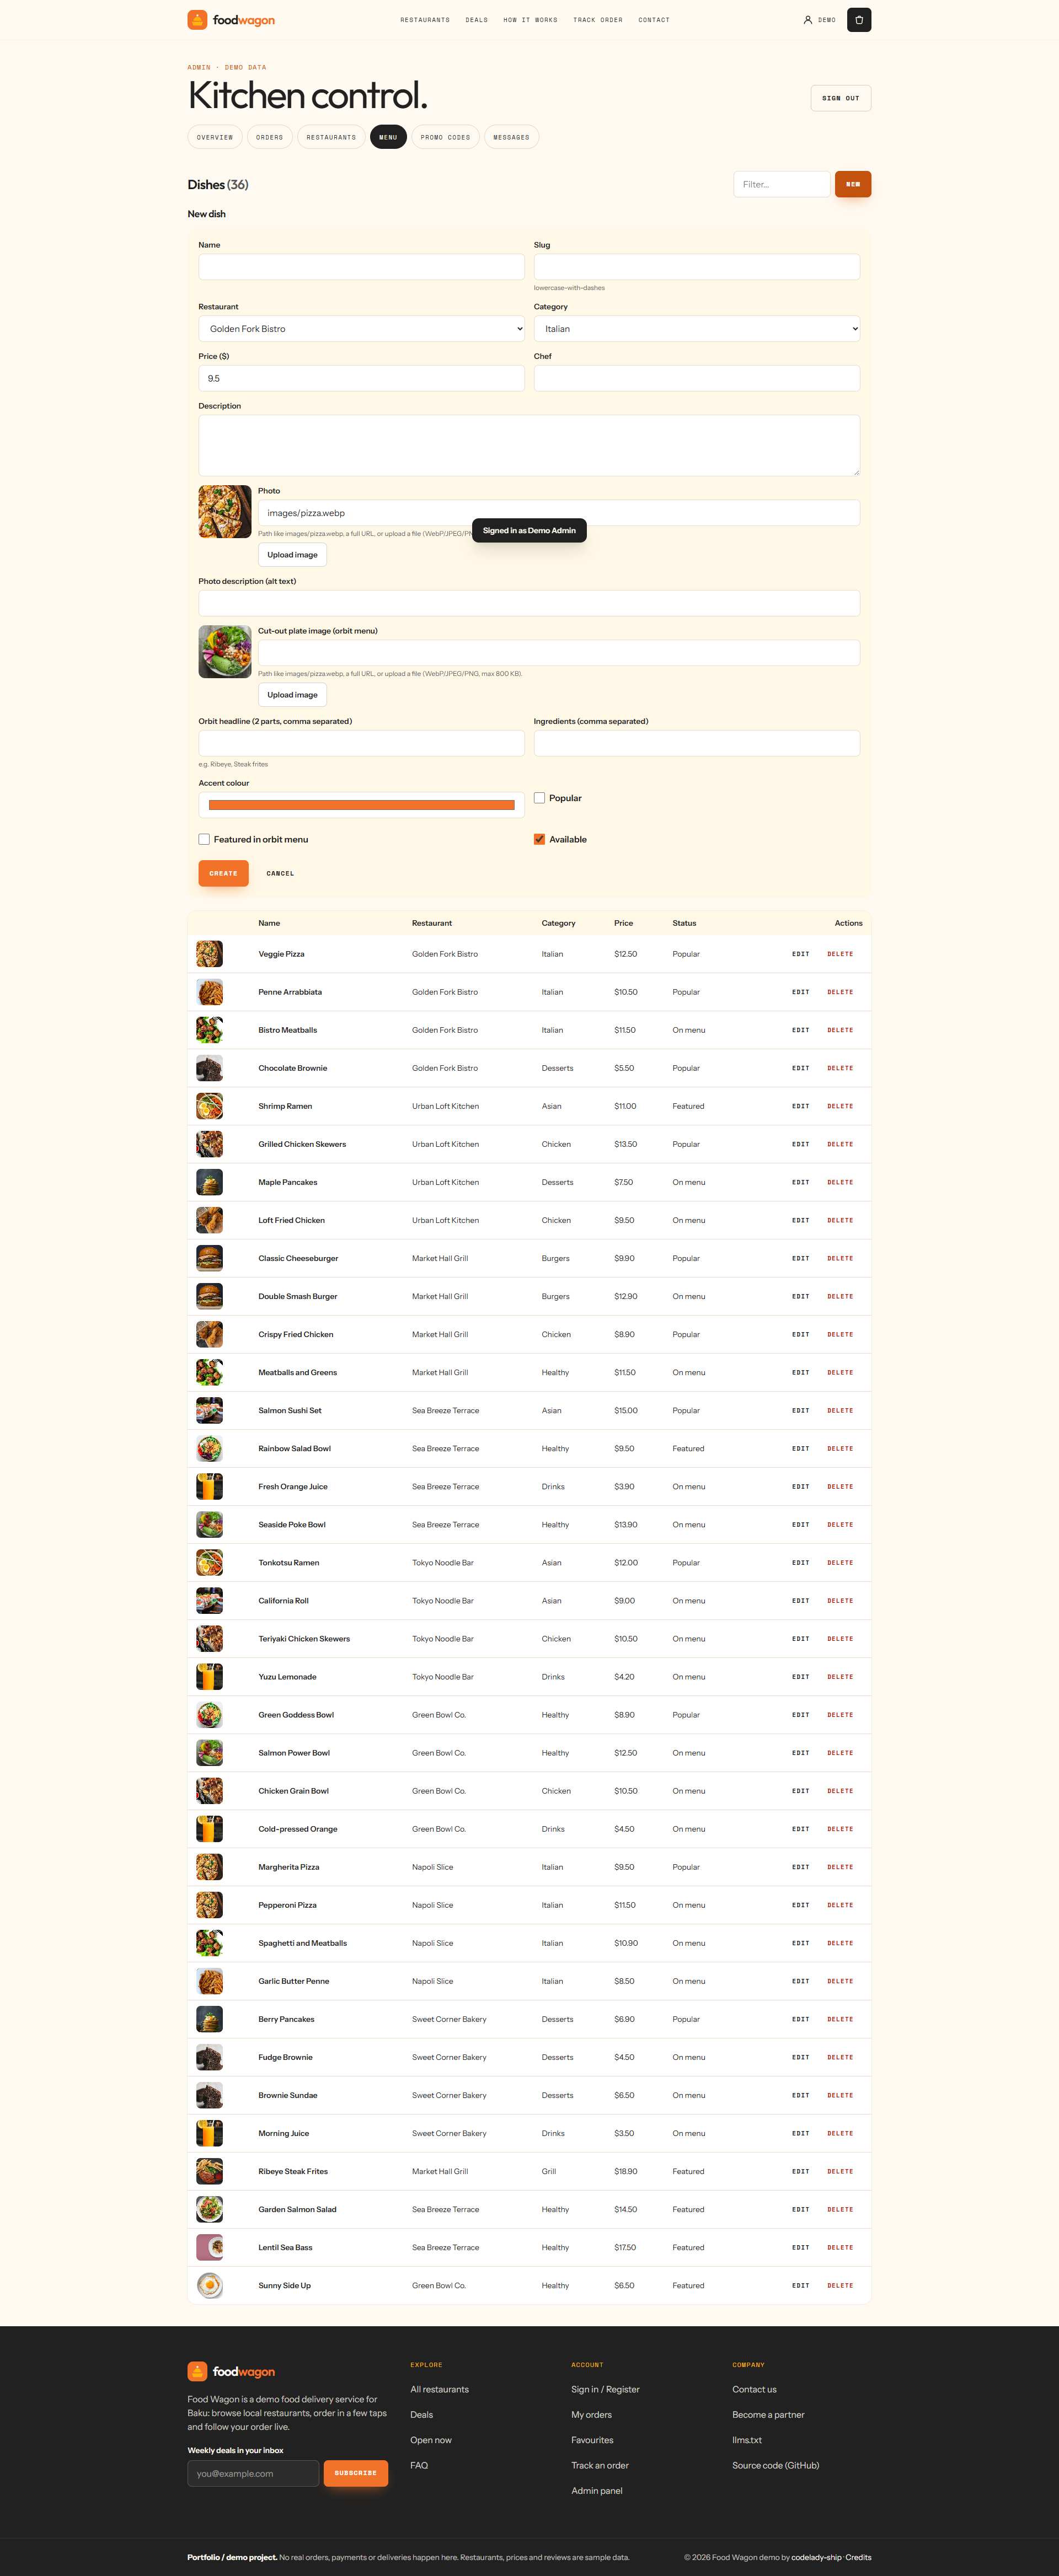 foodwagon
RESTAURANTS DEALS HOW IT WORKS TRACK ORDER CONTACT
DEMO
ADMIN · DEMO DATA
Kitchen control.
SIGN OUT
OVERVIEW ORDERS RESTAURANTS MENU PROMO CODES MESSAGES
Dishes (36)
Filter...
NEW
New dish
Name Slug
lowercase-with-dashes
Restaurant Category
Golden Fork Bistro Italian
Price ($) Chef
9.5
Description
Photo
images/pizza.webp
Signed in as Demo Admin
Path like images/pizza.webp, a full URL, or upload a file (WebP/JPEG/PN
Upload image
Photo description (alt text)
Cut-out plate image (orbit menu)
Path like images/pizza.webp, a full URL, or upload a file (WebP/JPEG/PNG, max 800 KB).
Upload image
Orbit headline (2 parts, comma separated) Ingredients (comma separated)
e.g. Ribeye, Steak frites
Accent colour
Popular
Featured in orbit menu Available
CREATE CANCEL
Name Restaurant Category Price Status Actions
Veggie Pizza Golden Fork Bistro Italian $12.50 Popular EDIT DELETE
Penne Arrabbiata Golden Fork Bistro Italian $10.50 Popular EDIT DELETE
Bistro Meatballs Golden Fork Bistro Italian $11.50 On menu EDIT DELETE
Chocolate Brownie Golden Fork Bistro Desserts $5.50 Popular EDIT DELETE
Shrimp Ramen Urban Loft Kitchen Asian $11.00 Featured EDIT DELETE
Grilled Chicken Skewers Urban Loft Kitchen Chicken $13.50 Popular EDIT DELETE
Maple Pancakes Urban Loft Kitchen Desserts $7.50 On menu EDIT DELETE
Loft Fried Chicken Urban Loft Kitchen Chicken $9.50 On menu EDIT DELETE
Classic Cheeseburger Market Hall Grill Burgers $9.90 Popular EDIT DELETE
Double Smash Burger Market Hall Grill Burgers $12.90 On menu EDIT DELETE
Crispy Fried Chicken Market Hall Grill Chicken $8.90 Popular EDIT DELETE
Meatballs and Greens Market Hall Grill Healthy $11.50 On menu EDIT DELETE
Salmon Sushi Set Sea Breeze Terrace Asian $15.00 Popular EDIT DELETE
Rainbow Salad Bowl Sea Breeze Terrace Healthy $9.50 Featured EDIT DELETE
Fresh Orange Juice Sea Breeze Terrace Drinks $3.90 On menu EDIT DELETE
Seaside Poke Bowl Sea Breeze Terrace Healthy $13.90 On menu EDIT DELETE
Tonkotsu Ramen Tokyo Noodle Bar Asian $12.00 Popular EDIT DELETE
California Roll Tokyo Noodle Bar Asian $9.00 On menu EDIT DELETE
Teriyaki Chicken Skewers Tokyo Noodle Bar Chicken $10.50 On menu EDIT DELETE
Yuzu Lemonade Tokyo Noodle Bar Drinks $4.20 On menu EDIT DELETE
Green Goddess Bowl Green Bowl Co. Healthy $8.90 Popular EDIT DELETE
Salmon Power Bowl Green Bowl Co. Healthy $12.50 On menu EDIT DELETE
Chicken Grain Bowl Green Bowl Co. Chicken $10.50 On menu EDIT DELETE
Cold-pressed Orange Green Bowl Co. Drinks $4.50 On menu EDIT DELETE
Margherita Pizza Napoli Slice Italian $9.50 Popular EDIT DELETE
Pepperoni Pizza Napoli Slice Italian $11.50 On menu EDIT DELETE
Spaghetti and Meatballs Napoli Slice Italian $10.90 On menu EDIT DELETE
Garlic Butter Penne Napoli Slice Italian $8.50 On menu EDIT DELETE
Berry Pancakes Sweet Corner Bakery Desserts $6.90 Popular EDIT DELETE
Fudge Brownie Sweet Corner Bakery Desserts $4.50 On menu EDIT DELETE
Brownie Sundae Sweet Corner Bakery Desserts $6.50 On menu EDIT DELETE
Morning Juice Sweet Corner Bakery Drinks $3.50 On menu EDIT DELETE
Ribeye Steak Frites Market Hall Grill Grill $18.90 Featured EDIT DELETE
Garden Salmon Salad Sea Breeze Terrace Healthy $14.50 Featured EDIT DELETE
Lentil Sea Bass Sea Breeze Terrace Healthy $17.50 Featured EDIT DELETE
Sunny Side Up Green Bowl Co. Healthy $6.50 Featured EDIT DELETE
foodwagon
Food Wagon is a demo food delivery service for
Baku: browse local restaurants, order in a few taps
and follow your order live.
Weekly deals in your inbox
you@example.com
SUBSCRIBE
EXPLORE
All restaurants
Deals
Open now
FAQ
ACCOUNT
Sign in / Register
My orders
Favourites
Track an order
Admin panel
COMPANY
Contact us
Become a partner
llms.txt
Source code (GitHub)
Portfolio / demo project. No real orders, payments or deliveries happen here. Restaurants, prices and reviews are sample data.
© 2026 Food Wagon demo by codelady-ship · Credits